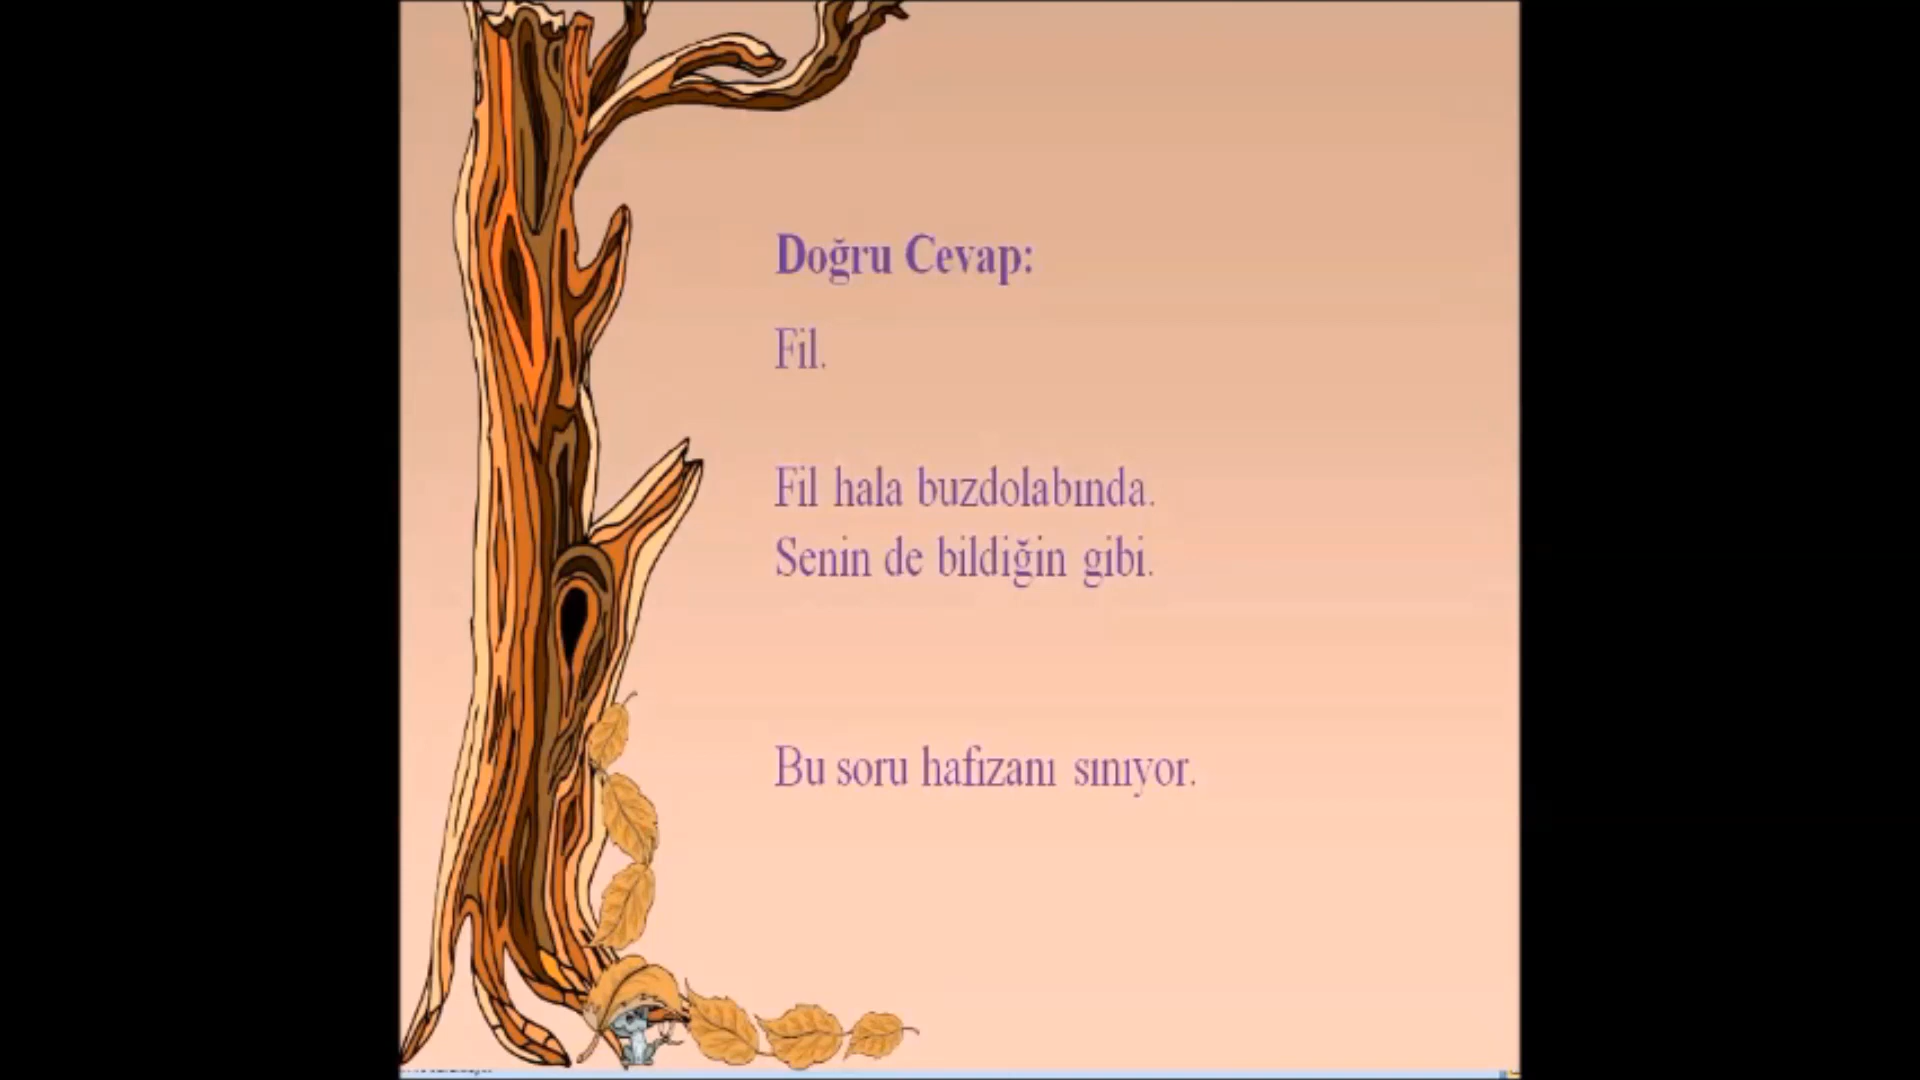 Doğru Cevap:
Fil.
Fil hala buzdolabında.
Senin de bildiğin gibi.
Bu soru hafızanı sınıyor.